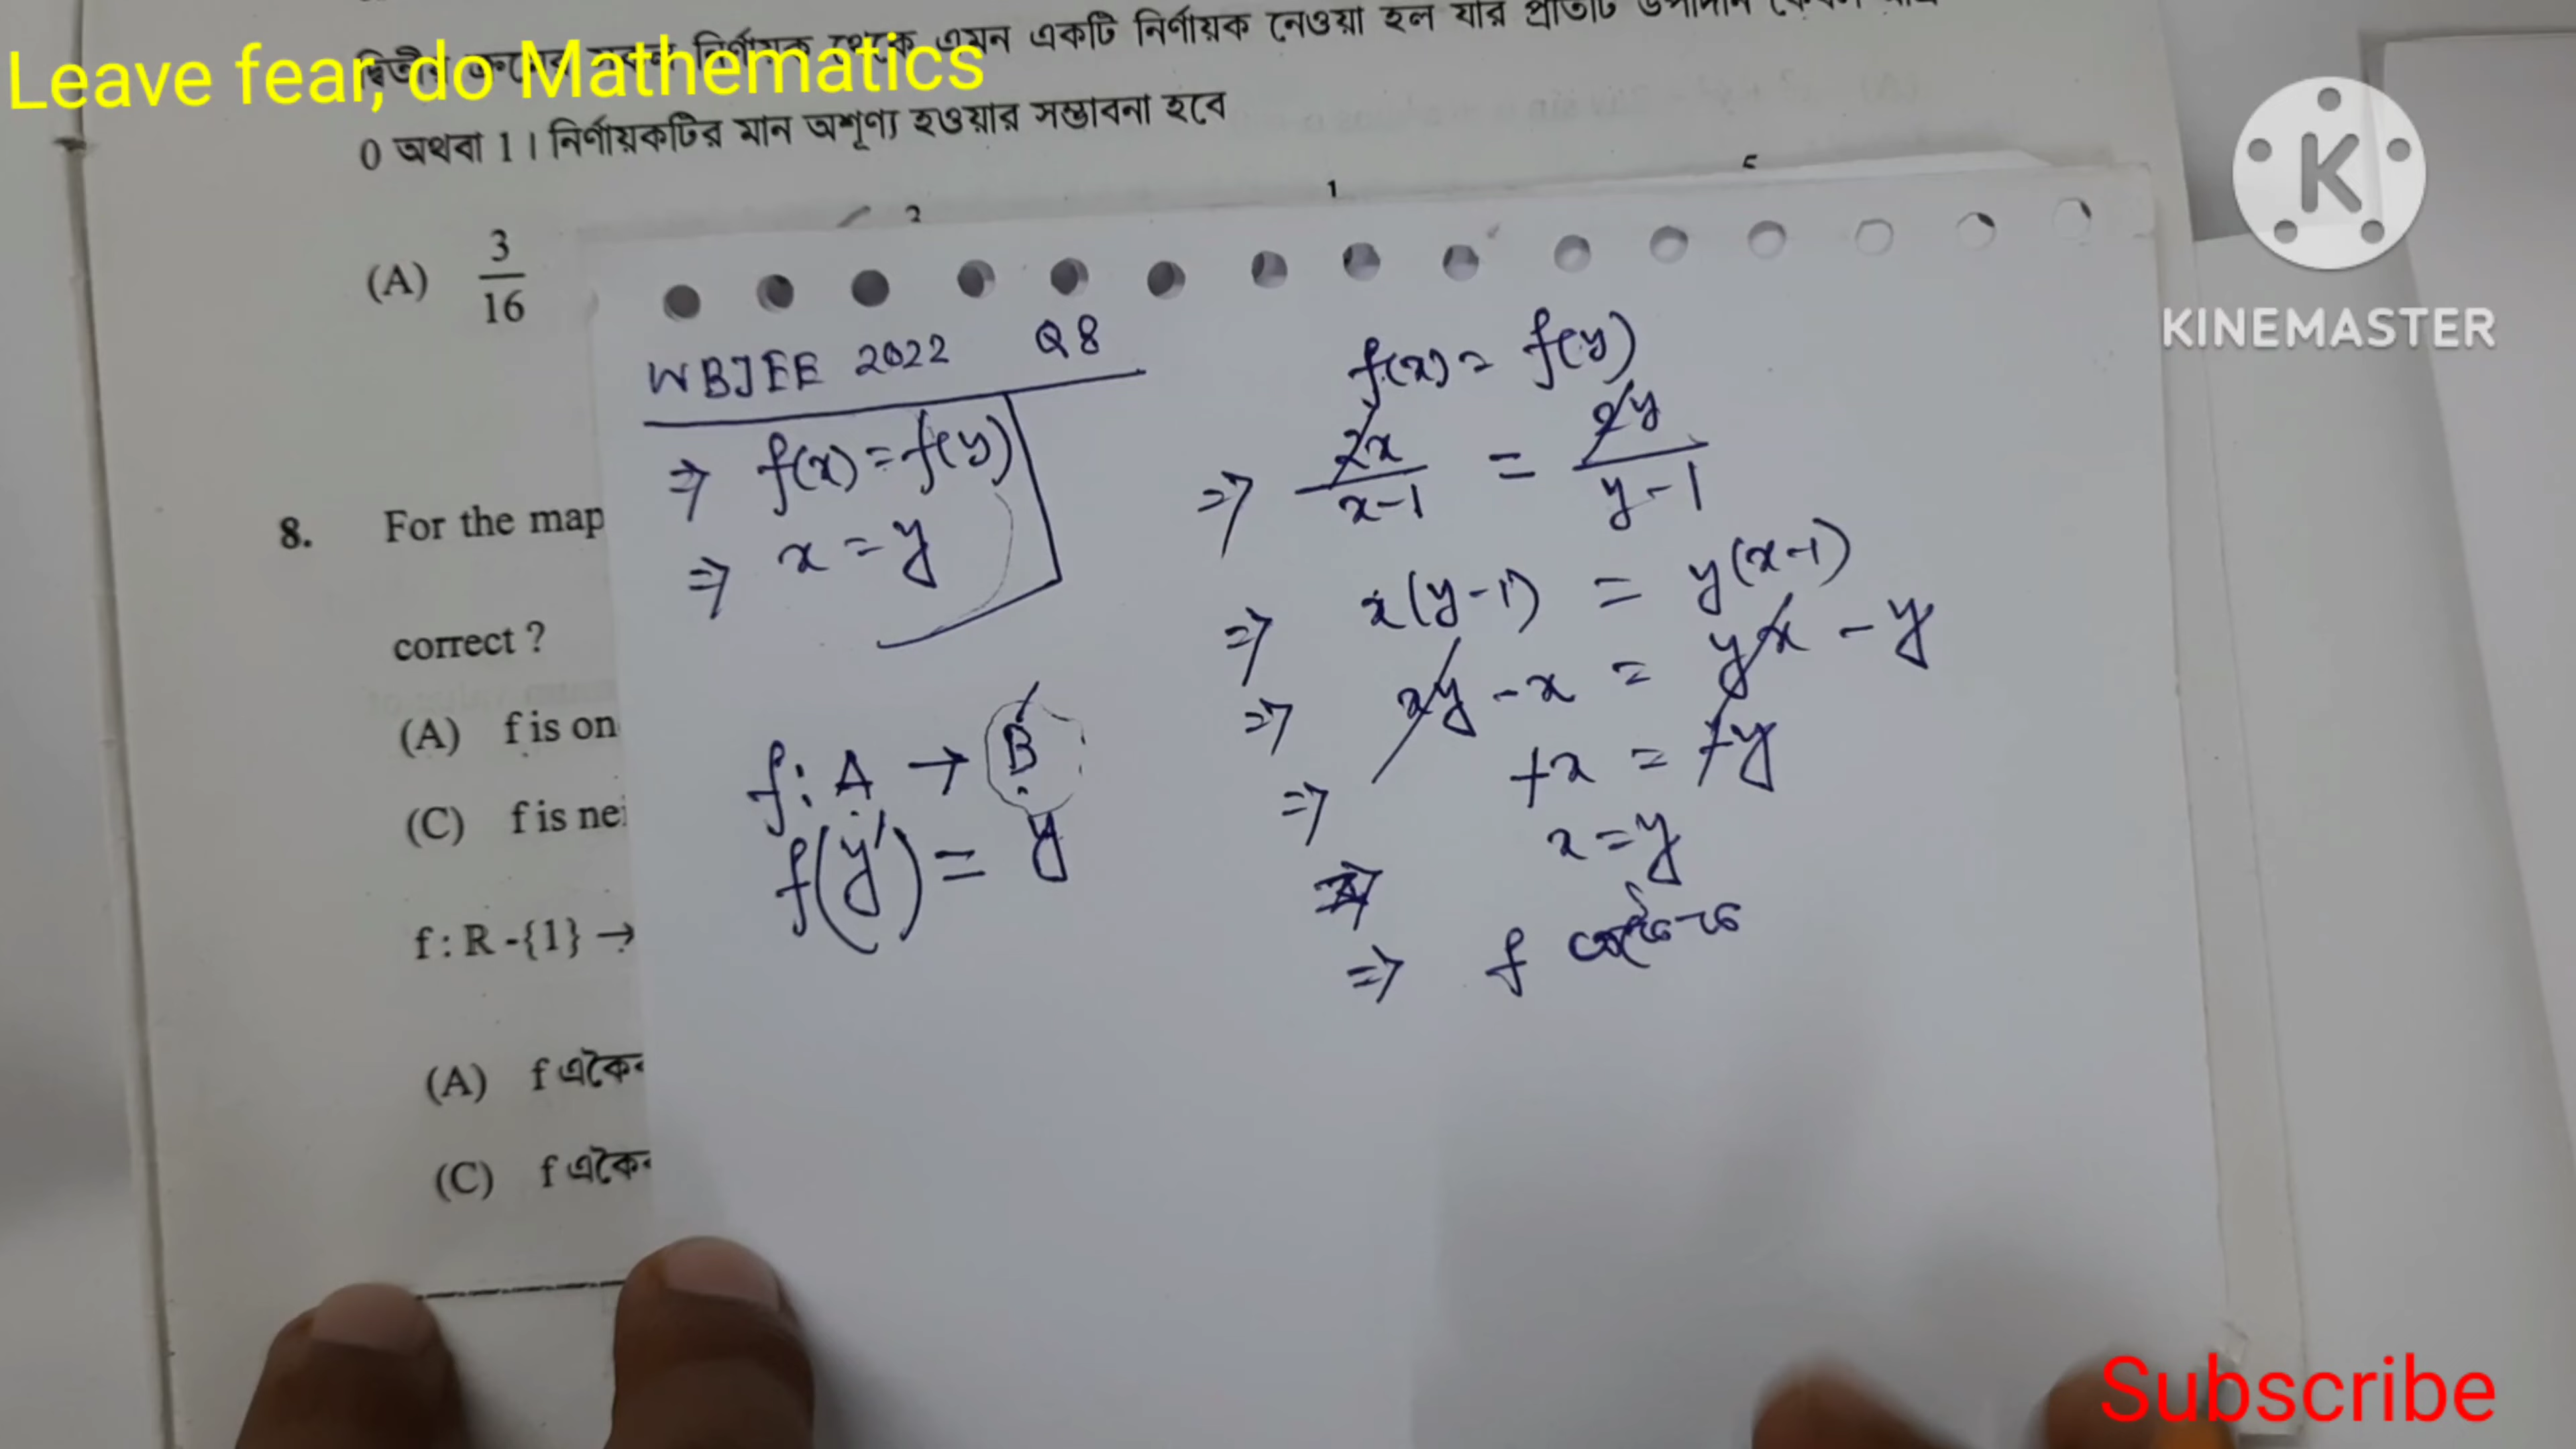 Leave fear, do Mathematics
নির্ণায়ক থেকে এমন একটি নির্ণায়ক নেওয়া হল যার প্রতিটি
0 অথবা 1। নির্ণায়কটির মান অশূণ্য হওয়ার সম্ভাবনা হবে
(A) 3/16
KINEMASTER
WBJEE 2022 Q8
⇒ f(x) = f(y)
⇒ x = y
f: A → B
f(y') = y
f(x) = f(y)
⇒ 2x/x-1 = 2y/y-1
⇒ x(y-1) = y(x-1)
⇒ xy - x = yx - y
⇒ +x = +y
x = y
⇒ f
8. For the map
correct ?
(A) f is on
(C) f is nei
f : R -{1} →
(A) f একৈক
(C) f একৈক
Subscribe